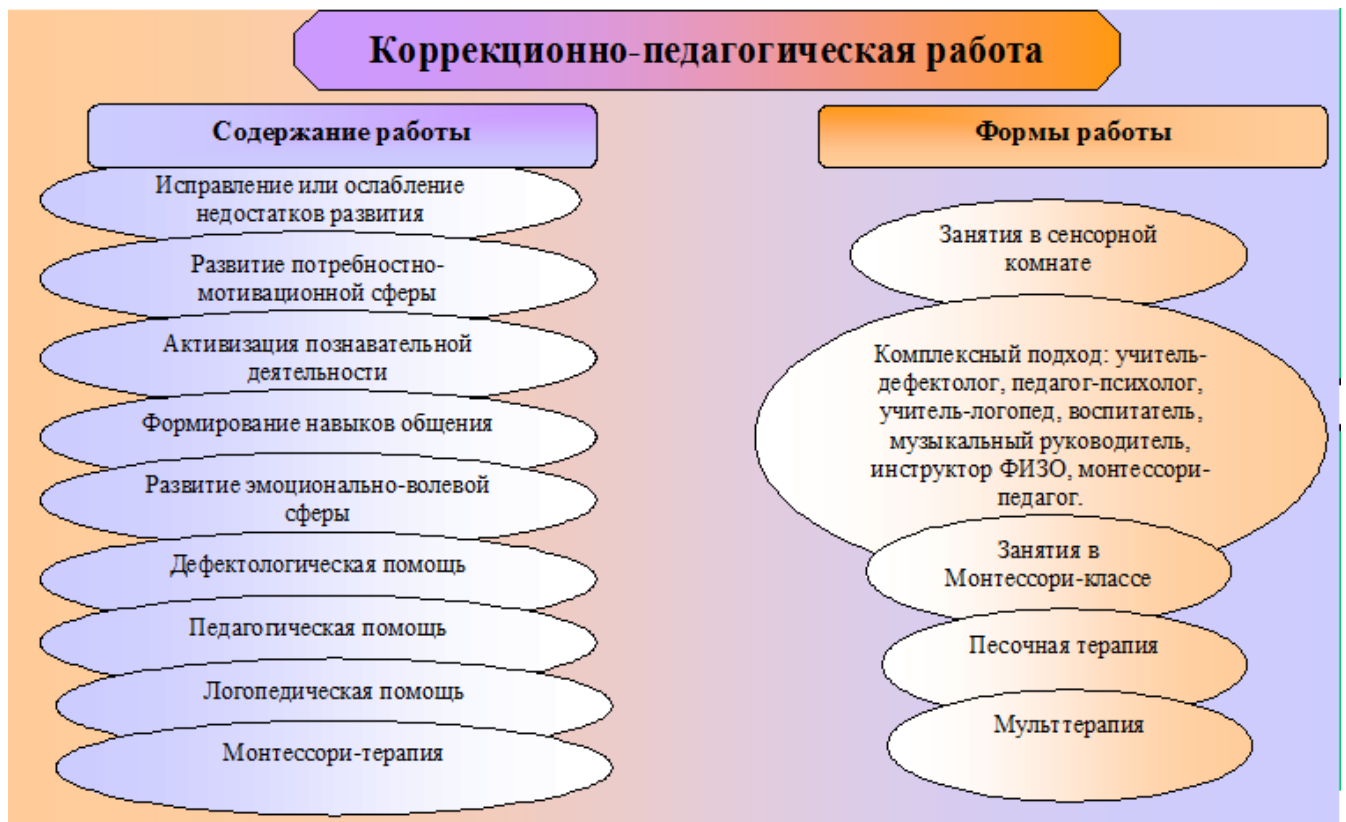 Коррекционно-педагогическая работа
Содержание работы
Исправление или ослабление
недостатков развития
Развитие потребностно-
мотивационной сферы
Активизация познавательной
деятельности
Формирование навыков общения
Развитие эмоционально-волевой
сферы
Дефектологическая помощь
Педагогическая помощь
Логопедическая помощь
Монтессори-терапия
Формы работы
Занятия в сенсорной
комнате
Комплексный подход: учитель-
дефектолог, педагог-психолог,
учитель-логопед, воспитатель,
музыкальный руководитель,
инструктор ФИЗО, монтессори-
педагог.
Занятия в
Монтессори-классе
Песочная терапия
Мульттерапия